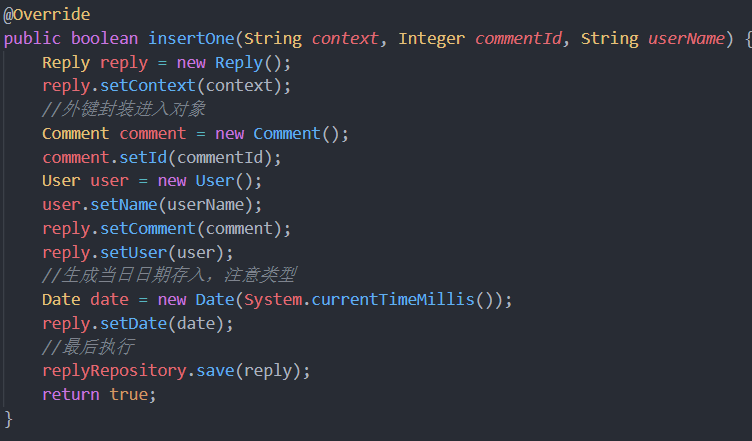 @Override
public boolean insertOne(String context, Integer commentId, String userName) {
    Reply reply = new Reply();
    reply.setContext(context);
    //外键封装进入对象
    Comment comment = new Comment();
    comment.setId(commentId);
    User user = new User();
    user.setName(userName);
    reply.setComment(comment);
    reply.setUser(user);
    //生成当日日期存入，注意类型
    Date date = new Date(System.currentTimeMillis());
    reply.setDate(date);
    //最后执行
    replyRepository.save(reply);
    return true;
}